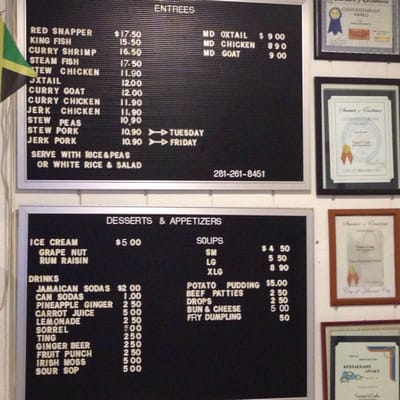 ENTREES
RED SNAPPER $17.50
KING FISH 15.50
CURRY SHRIMP 16.50
STEAM FISH 17.50
STEW CHICKEN 11.90
OXTAIL 12.00
CURRY GOAT 12.00
CURRY CHICKEN 11.90
JERK CHICKEN 11.90
STEW PEAS 10.90
STEW PORK 10.90 TUESDAY
JERK PORK 10.90 FRIDAY
SERVE WITH RICE&PEAS
OR WHITE RICE & SALAD
MD OXTAIL $ 9 00
MD CHICKEN 8 90
MD GOAT 9 00
281-261-8451
DESSERTS & APPETIZERS
ICE CREAM $5 00
GRAPE NUT
RUM RAISIN
DRINKS
JAMAICAN SODAS $2 00
CAN SODAS 1.00
PINEAPPLE GINGER 2 50
CARROT JUICE 5 00
LEMONADE 2 50
SORREL 5 00
TING 2 50
GINGER BEER 2 50
FRUIT PUNCH 2 50
IRISH MOSS 5 00
SOUR SOP 5 00
SOUPS
SM $ 4 50
LG 5 50
XLG 8 90
POTATO PUDDING $5.00
BEEF PATTIES 2 50
DROPS 2 50
BUN & CHEESE 5 00
FRY DUMPLING 50
RESTAURANT
AWARD